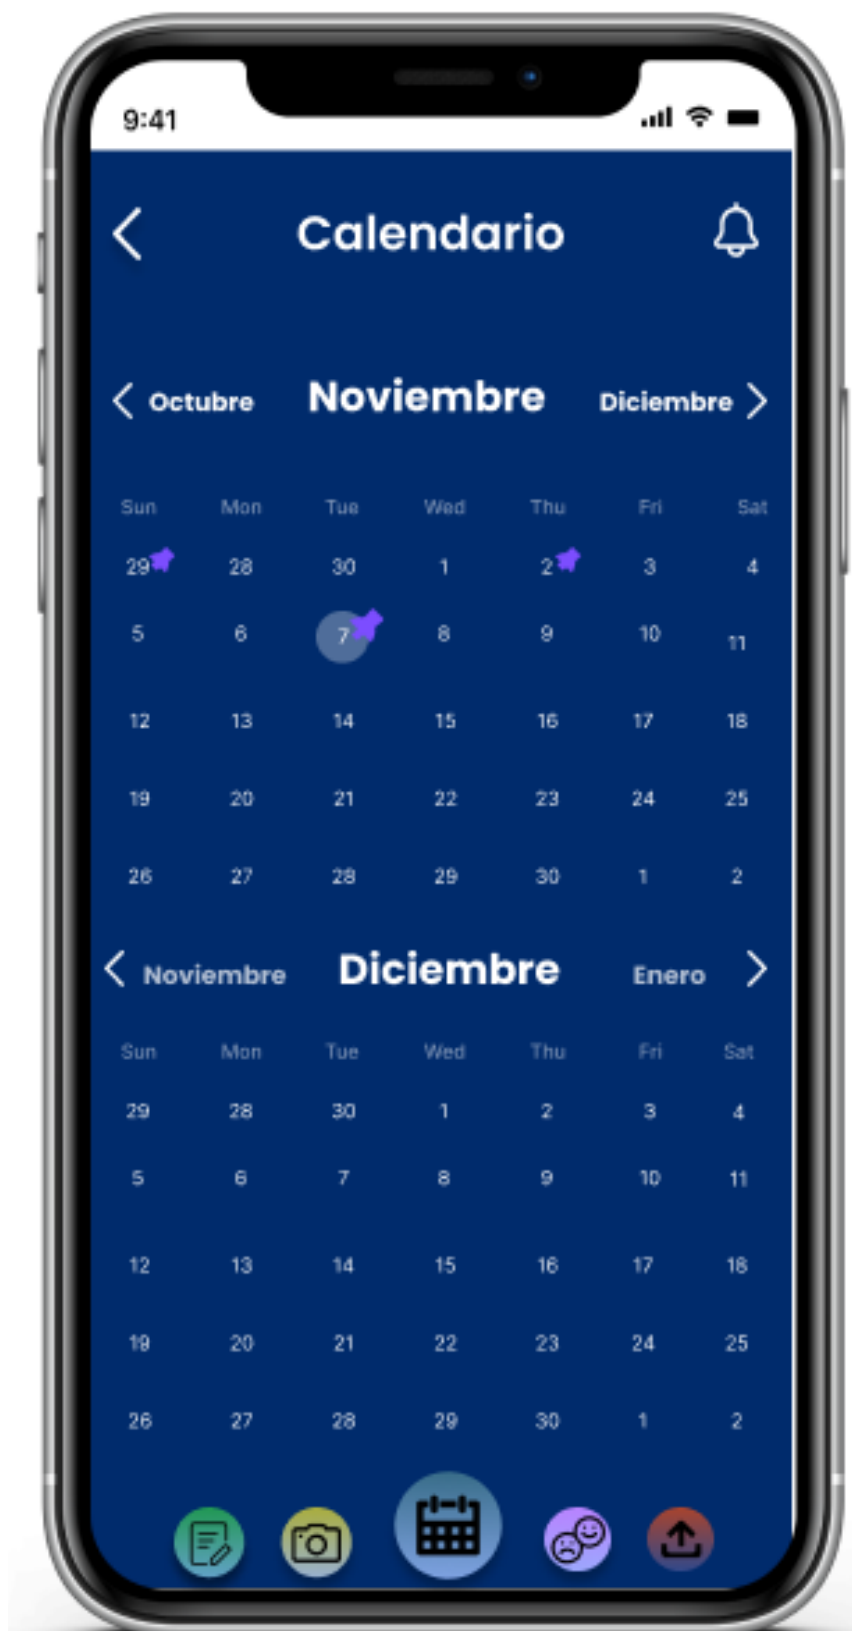 9:41
Calendario
Octubre Noviembre Diciembre
Sun Mon Tue Wed Thu Fri Sat
29 28 30 1 2 3 4
5 6 7 8 9 10 11
12 13 14 15 16 17 18
19 20 21 22 23 24 25
26 27 28 29 30 1 2
Noviembre Diciembre Enero
Sun Mon Tue Wed Thu Fri Sat
29 28 30 1 2 3 4
5 6 7 8 9 10 11
12 13 14 15 16 17 18
19 20 21 22 23 24 25
26 27 28 29 30 1 2